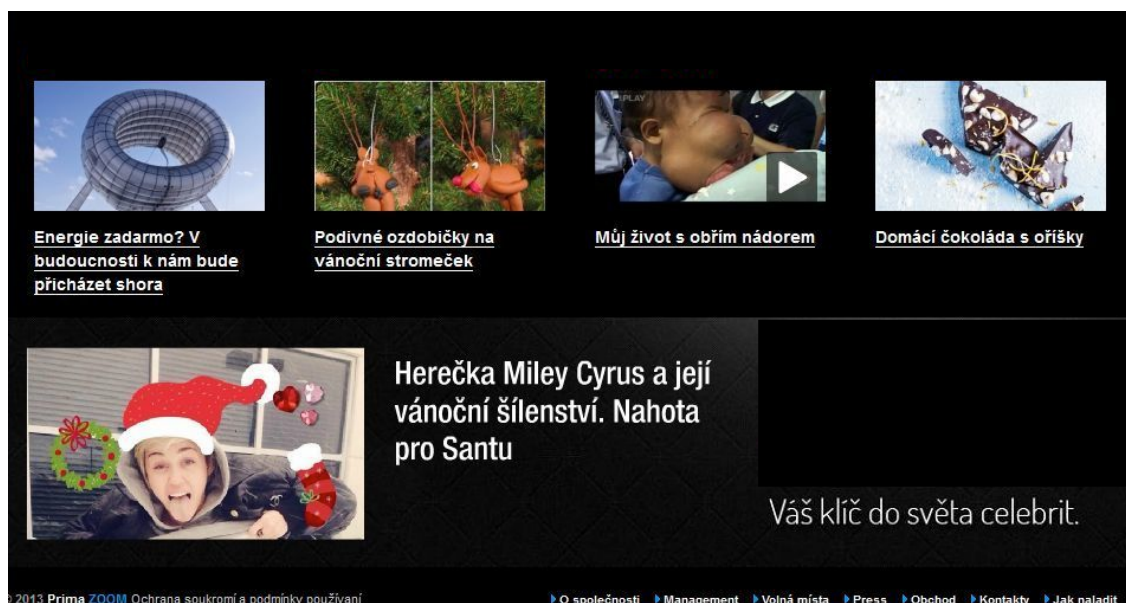 PLAY
Energie zadarmo? V
budoucnosti k nám bude
přicházet shora
Podivné ozdobičky na
vánoční stromeček
Můj život s obřím nádorem
Domácí čokoláda s oříšky
Herečka Miley Cyrus a její
vánoční šílenství. Nahota
pro Santu
Váš klíč do světa celebrit.
© 2013 Prima ZOOM Ochrana soukromí a podmínky používaní
O společnosti Management Volná místa Press Obchod Kontakty Jak naladit